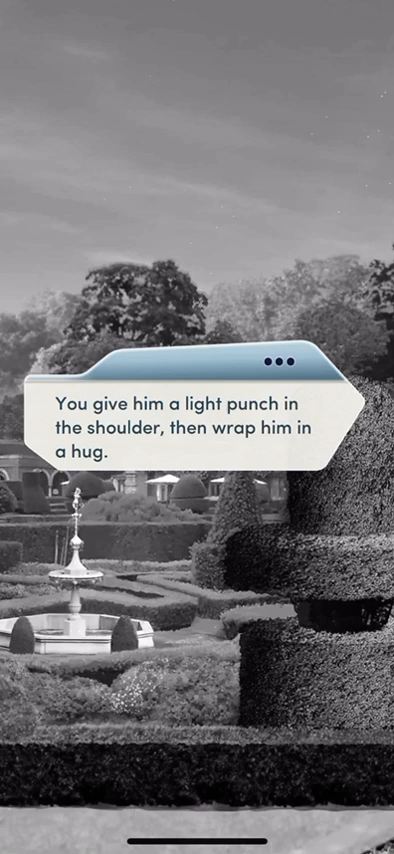 You give him a light punch in
the shoulder, then wrap him in
a hug.